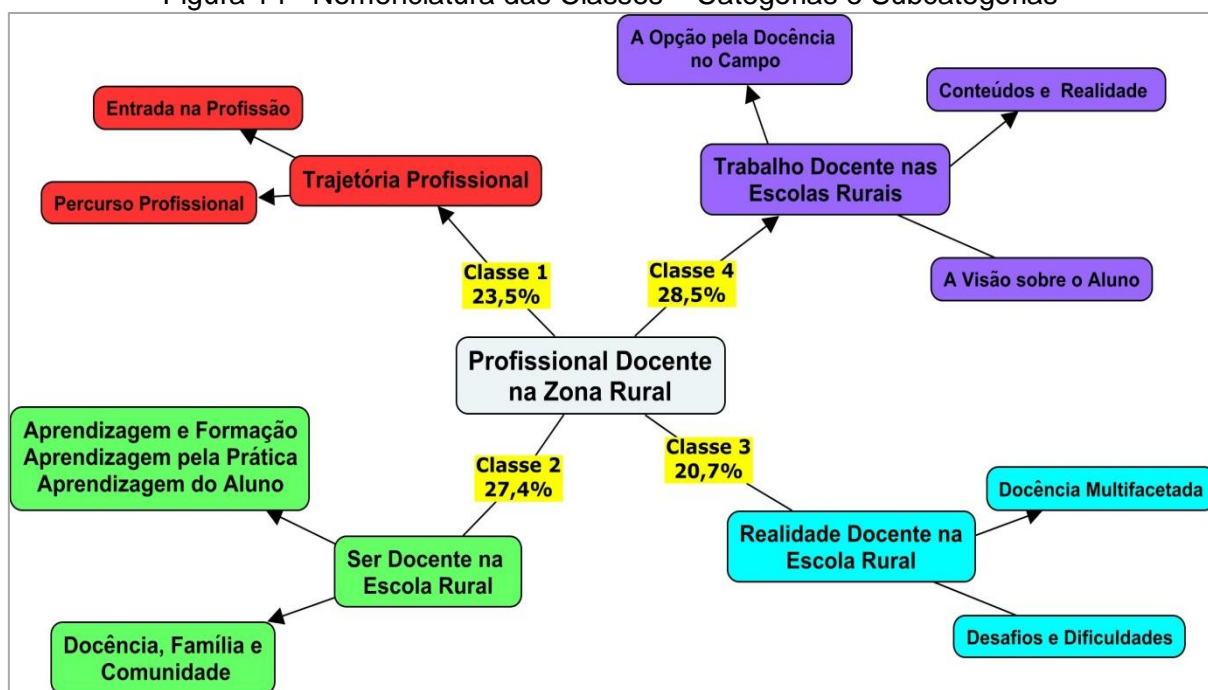 A Opção pela Docência
no Campo
Entrada na Profissão
Conteúdos e Realidade
Trajetória Profissional
Trabalho Docente nas
Escolas Rurais
Percurso Profissional
Classe 1
23,5%
Classe 4
28,5%
A Visão sobre o Aluno
Profissional Docente
na Zona Rural
Aprendizagem e Formação
Aprendizagem pela Prática
Aprendizagem do Aluno
Classe 2
27,4%
Classe 3
20,7%
Docência Multifacetada
Ser Docente na
Escola Rural
Realidade Docente na
Escola Rural
Docência, Família e
Comunidade
Desafios e Dificuldades